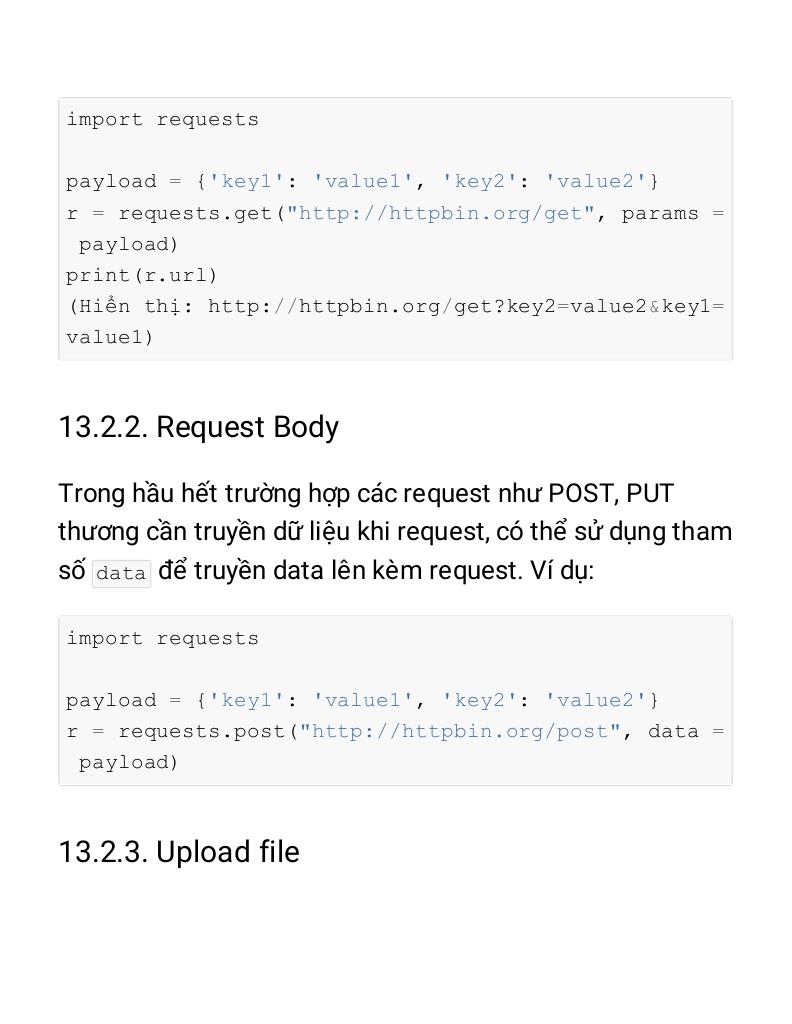 import requests
payload = {'key1': 'value1', 'key2': 'value2'}
r = requests.get("http://httpbin.org/get", params =
payload)
print(r.url)
(Hiển thị: http://httpbin.org/get?key2=value2&key1=
value1)
13.2.2. Request Body
Trong hầu hết trường hợp các request như POST, PUT
thương cần truyền dữ liệu khi request, có thể sử dụng tham
số data để truyền data lên kèm request. Ví dụ:
import requests
payload = {'key1': 'value1', 'key2': 'value2'}
r = requests.post("http://httpbin.org/post", data =
payload)
13.2.3. Upload file